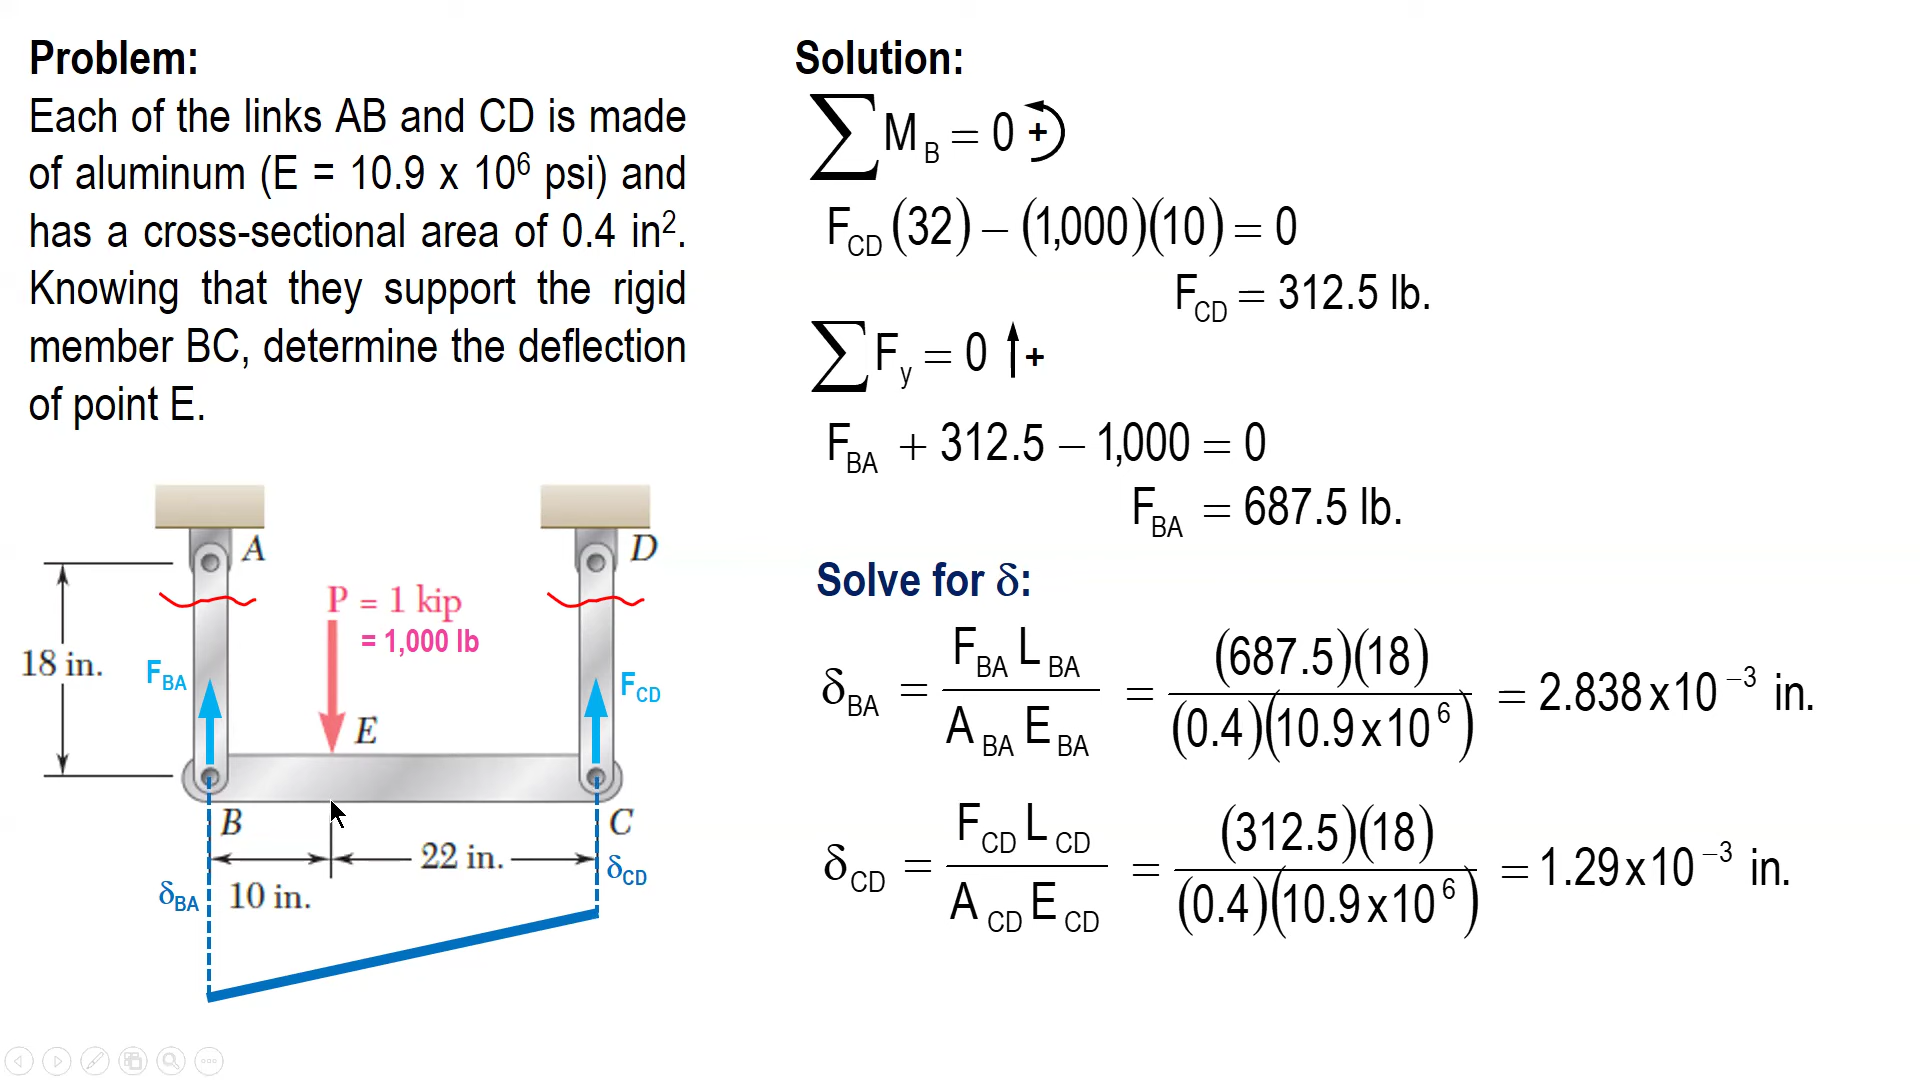 Problem:
Each of the links AB and CD is made
of aluminum (E = 10.9 x 10⁶ psi) and
has a cross-sectional area of 0.4 in².
Knowing that they support the rigid
member BC, determine the deflection
of point E.
A
D
P = 1 kip
= 1,000 lb
18 in.
F_BA
F_CD
E
B
C
22 in.
δ_CD
δ_BA
10 in.
Solution:
∑M_B = 0 +
F_CD(32) − (1,000)(10) = 0
F_CD = 312.5 lb.
∑F_y = 0 ↑+
F_BA + 312.5 − 1,000 = 0
F_BA = 687.5 lb.
Solve for δ:
δ_BA = F_BA L_BA / A_BA E_BA = (687.5)(18) / (0.4)(10.9x10⁶) = 2.838x10⁻³ in.
δ_CD = F_CD L_CD / A_CD E_CD = (312.5)(18) / (0.4)(10.9x10⁶) = 1.29x10⁻³ in.